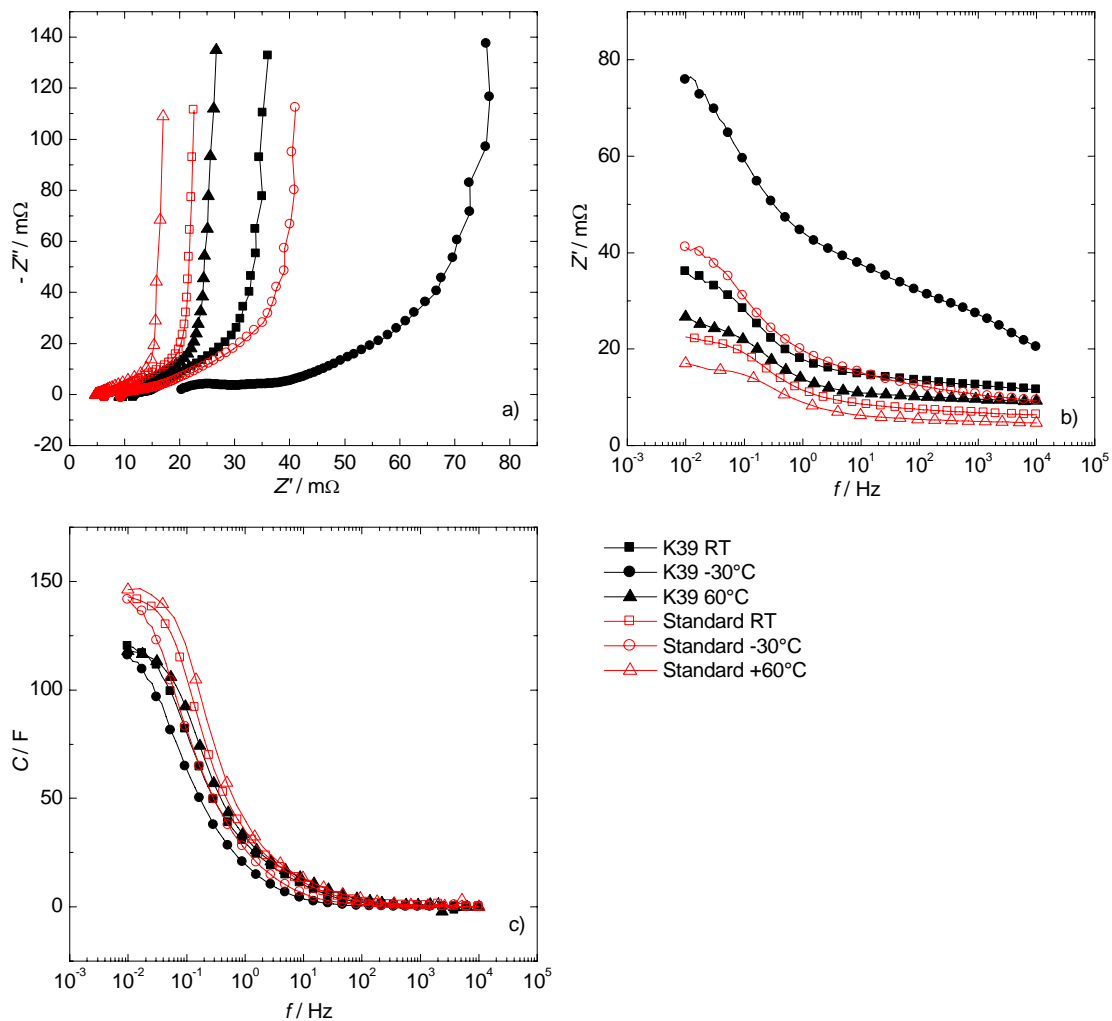 140
120
100
80
60
40
20
0
-20
- Z'' / mΩ
0 10 20 30 40 50 60 70 80
Z' / mΩ
a)
80
60
40
20
0
Z' / mΩ
10⁻³ 10⁻² 10⁻¹ 10⁰ 10¹ 10² 10³ 10⁴ 10⁵
f / Hz
b)
150
100
50
0
C / F
10⁻³ 10⁻² 10⁻¹ 10⁰ 10¹ 10² 10³ 10⁴ 10⁵
f / Hz
c)
K39 RT
K39 -30°C
K39 60°C
Standard RT
Standard -30°C
Standard +60°C